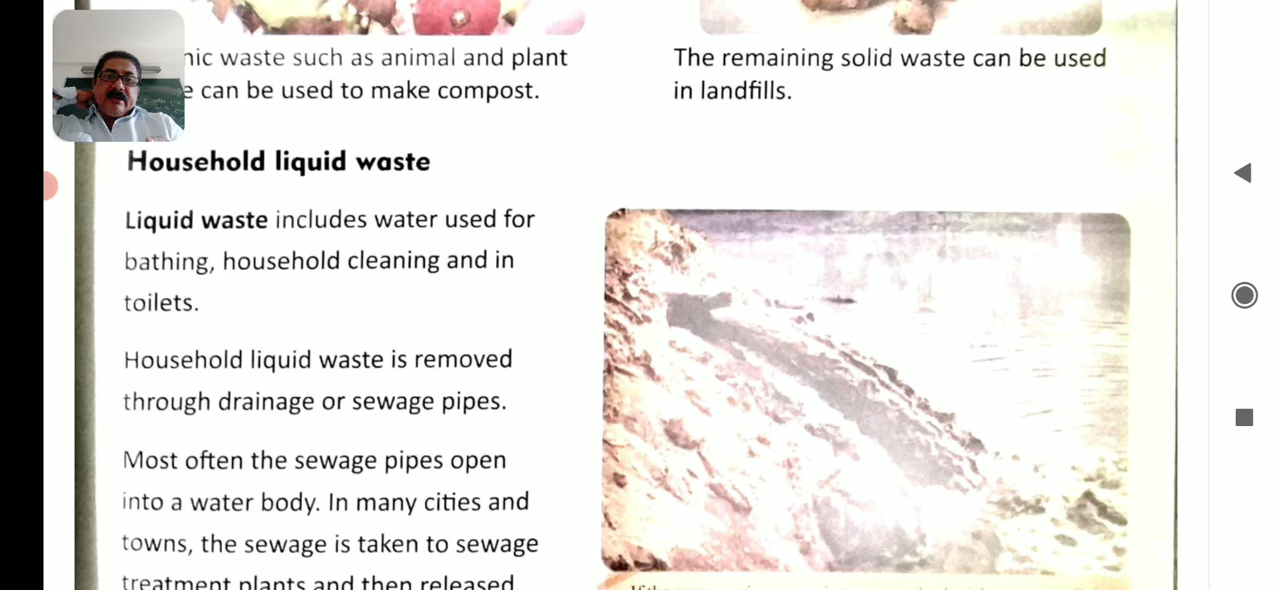 waste such as animal and plant
can be used to make compost.
The remaining solid waste can be used
in landfills.
Household liquid waste
Liquid waste includes water used for
bathing, household cleaning and in
toilets.
Household liquid waste is removed
through drainage or sewage pipes.
Most often the sewage pipes open
into a water body. In many cities and
towns, the sewage is taken to sewage
treatment plants and then released